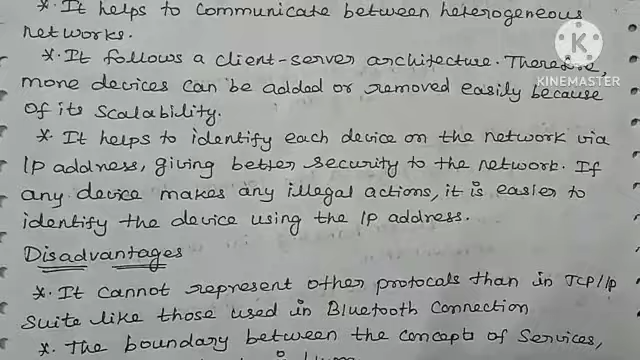 *. It helps to communicate between heterogeneous
networks.
*. It follows a client-server architecture. Therefore,
more devices can be added or removed easily because
of its scalability.
*. It helps to identify each device on the network via
IP address, giving better security to the network. If
any device makes any illegal actions, it is easier to
identify the device using the IP address.
Disadvantages
*. It cannot represent other protocals than in TCP/IP
suite like those used in Bluetooth Connection
*. The boundary between the concepts of Services,
K
KINEMASTER